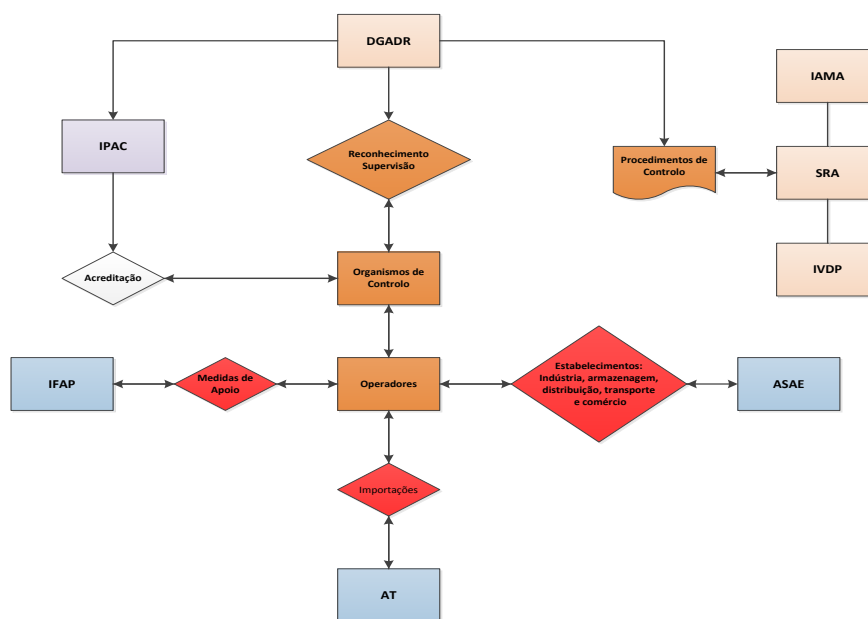 DGADR
IAMA
IPAC
Reconhecimento
Supervisão
Procedimentos de
Controlo
SRA
Acreditação
Organismos de
Controlo
IVDP
IFAP
Medidas de
Apoio
Operadores
Estabelecimentos:
Indústria, armazenagem,
distribuição, transporte
e comércio
ASAE
Importações
AT